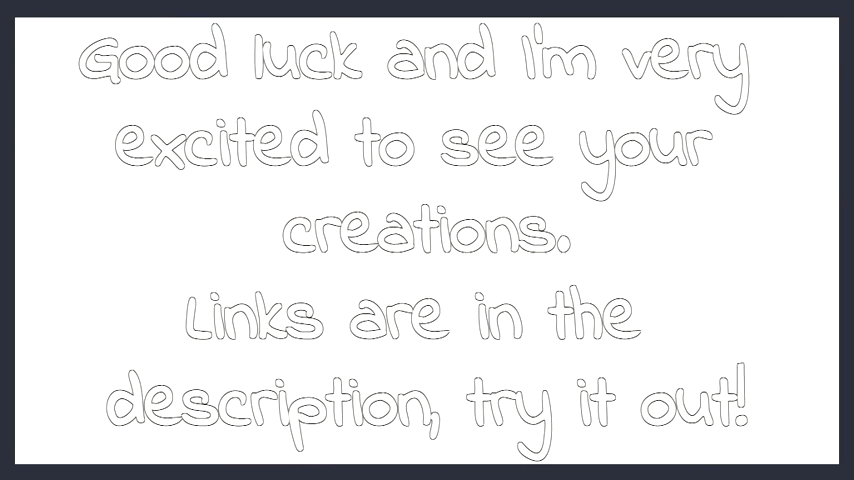 Good luck and I'm very
excited to see your
creations.
Links are in the
description, try it out!